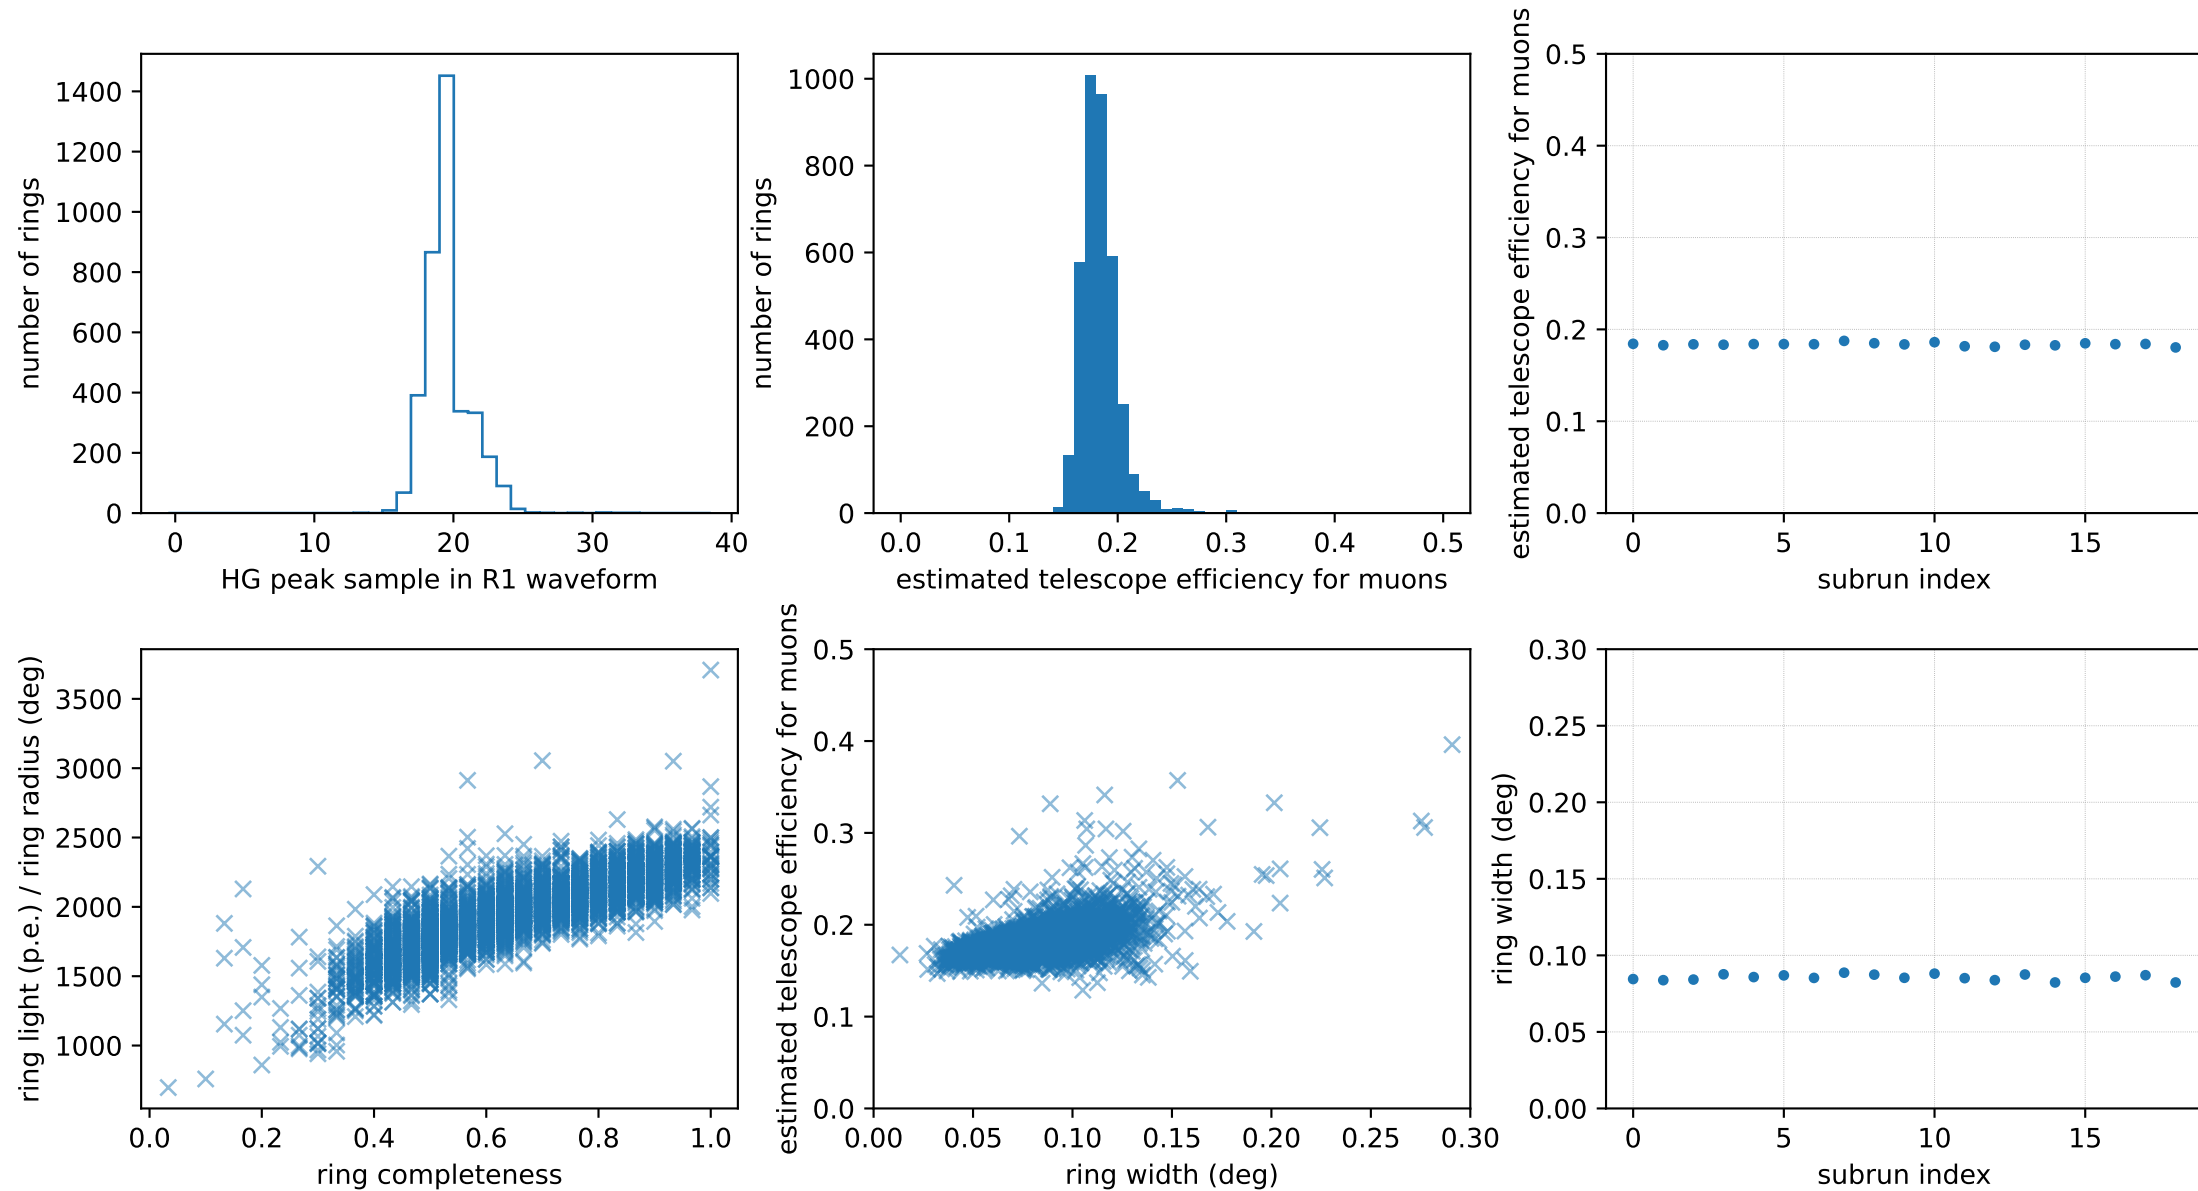 number of rings
1400
1200
1000
800
600
400
200
0
0 10 20 30 40
HG peak sample in R1 waveform
number of rings
1000
800
600
400
200
0
0.0 0.1 0.2 0.3 0.4 0.5
estimated telescope efficiency for muons
estimated telescope efficiency for muons
0.5
0.4
0.3
0.2
0.1
0.0
0 5 10 15
subrun index
ring light (p.e.) / ring radius (deg)
3500
3000
2500
2000
1500
1000
0.0 0.2 0.4 0.6 0.8 1.0
ring completeness
estimated telescope efficiency for muons
0.5
0.4
0.3
0.2
0.1
0.0
0.00 0.05 0.10 0.15 0.20 0.25 0.30
ring width (deg)
ring width (deg)
0.30
0.25
0.20
0.15
0.10
0.05
0.00
0 5 10 15
subrun index